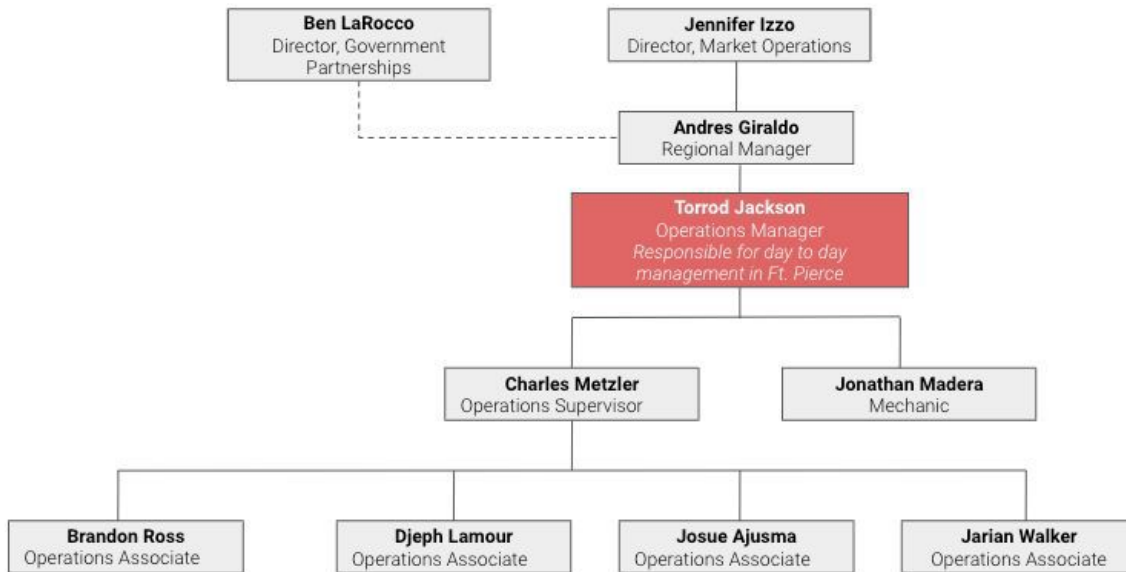 Ben LaRocco
Director, Government
Partnerships
Jennifer Izzo
Director, Market Operations
Andres Giraldo
Regional Manager
Torrod Jackson
Operations Manager
Responsible for day to day
management in Ft. Pierce
Charles Metzler
Operations Supervisor
Jonathan Madera
Mechanic
Brandon Ross
Operations Associate
Djeph Lamour
Operations Associate
Josue Ajusma
Operations Associate
Jarian Walker
Operations Associate